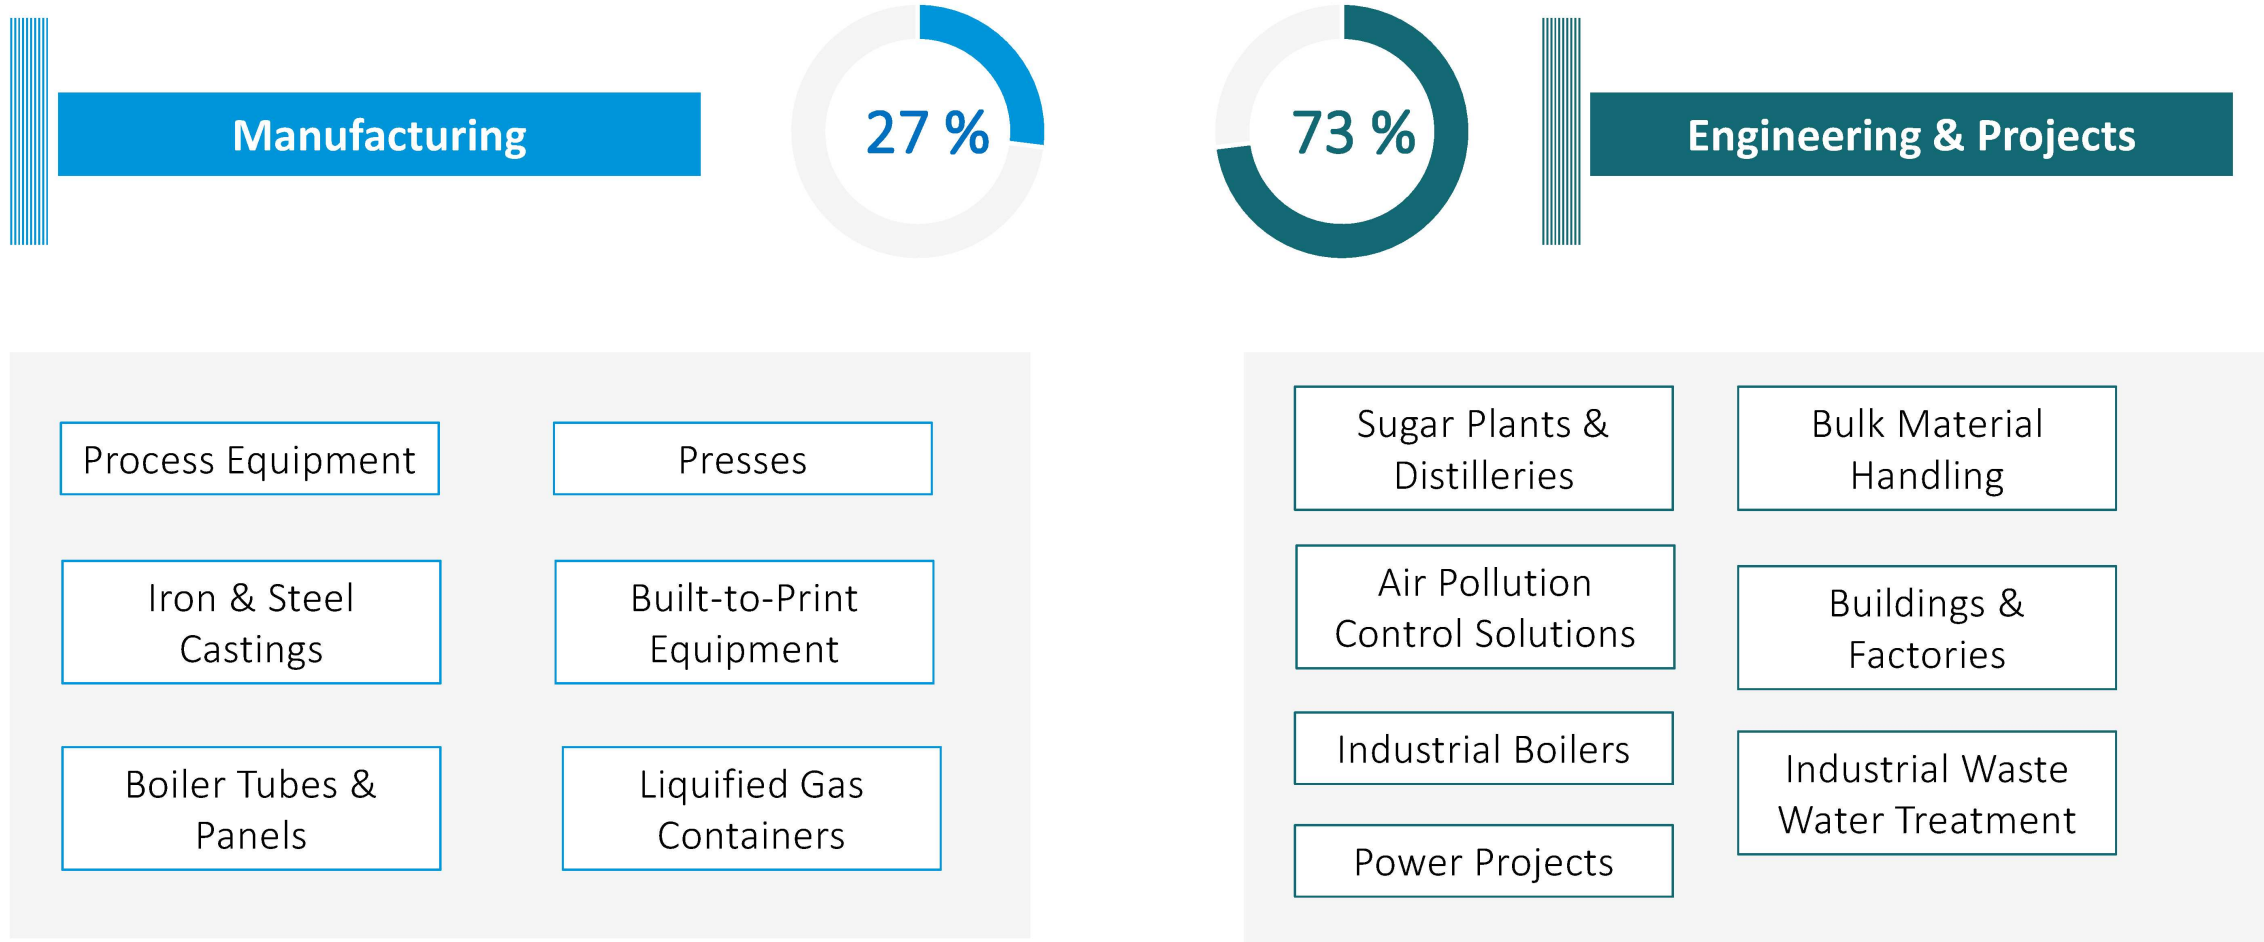 Manufacturing
27 %
73 %
Engineering & Projects
Process Equipment
Presses
Iron & Steel
Castings
Built-to-Print
Equipment
Boiler Tubes &
Panels
Liquified Gas
Containers
Sugar Plants &
Distilleries
Bulk Material
Handling
Air Pollution
Control Solutions
Buildings &
Factories
Industrial Boilers
Industrial Waste
Water Treatment
Power Projects